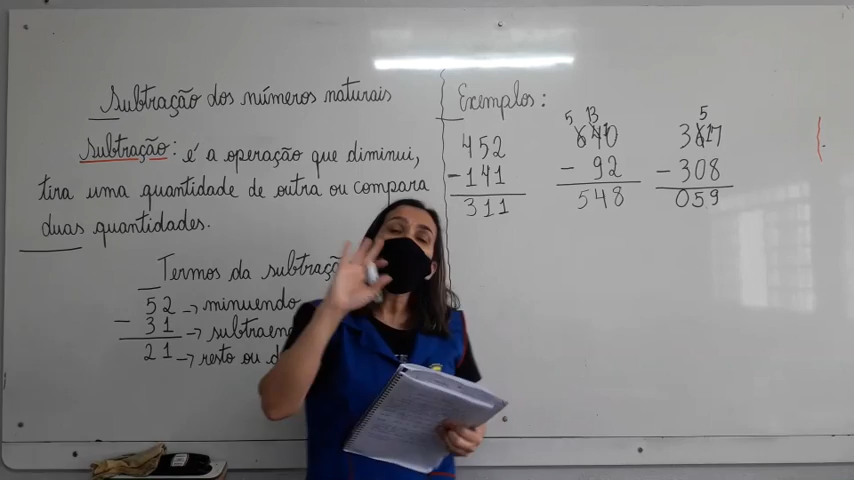 Subtração dos números naturais
Subtração: é a operação que diminui,
tira uma quantidade de outra ou compara
duas quantidades.
Termos da subtraçã
52 → minuendo
- 31 → subtraen
21 → resto ou d
Exemplos:
452
- 141
311
5 13
640
- 92
548
5
3617
- 308
059